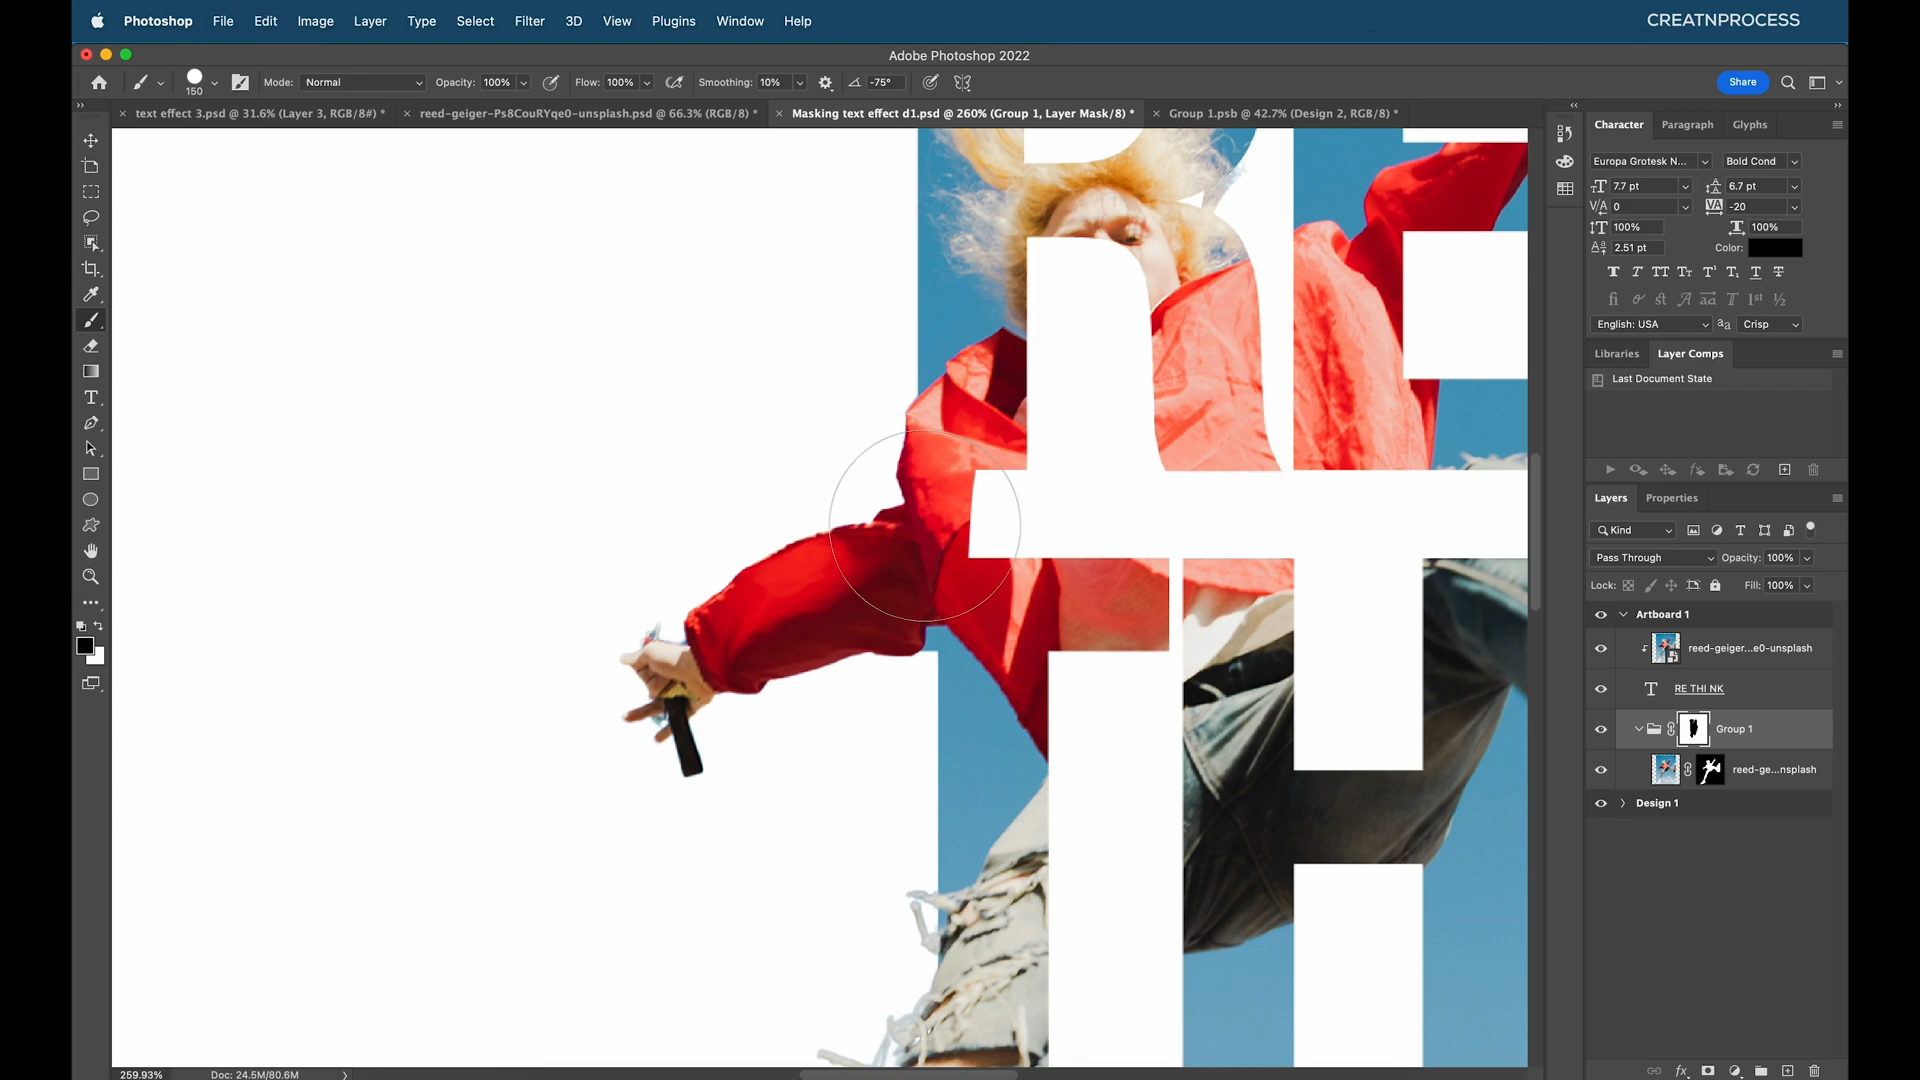 Photoshop File Edit Image Layer Type Select Filter 3D View Plugins Window Help
CREATNPROCESS
Adobe Photoshop 2022
150 Mode: Normal Opacity: 100% Flow: 100% Smoothing: 10% -75° Share
text effect 3.psd @ 31.6% (Layer 3, RGB/8#) *
reed-geiger-Ps8CouRYqe0-unsplash.psd @ 66.3% (RGB/8) *
Masking text effect d1.psd @ 260% (Group 1, Layer Mask/8) *
Group 1.psb @ 42.7% (Design 2, RGB/8) *
Character Paragraph Glyphs
Europa Grotesk N... Bold Cond
7.7 pt 6.7 pt
0 -20
100% 100%
2.51 pt Color:
English: USA Crisp
Libraries Layer Comps
Last Document State
Layers Properties
Kind
Pass Through Opacity: 100%
Lock: Fill: 100%
Artboard 1
reed-geiger...e0-unsplash
RE THI NK
Group 1
reed-ge...nsplash
Design 1
259.93% Doc: 24.5M/80.6M